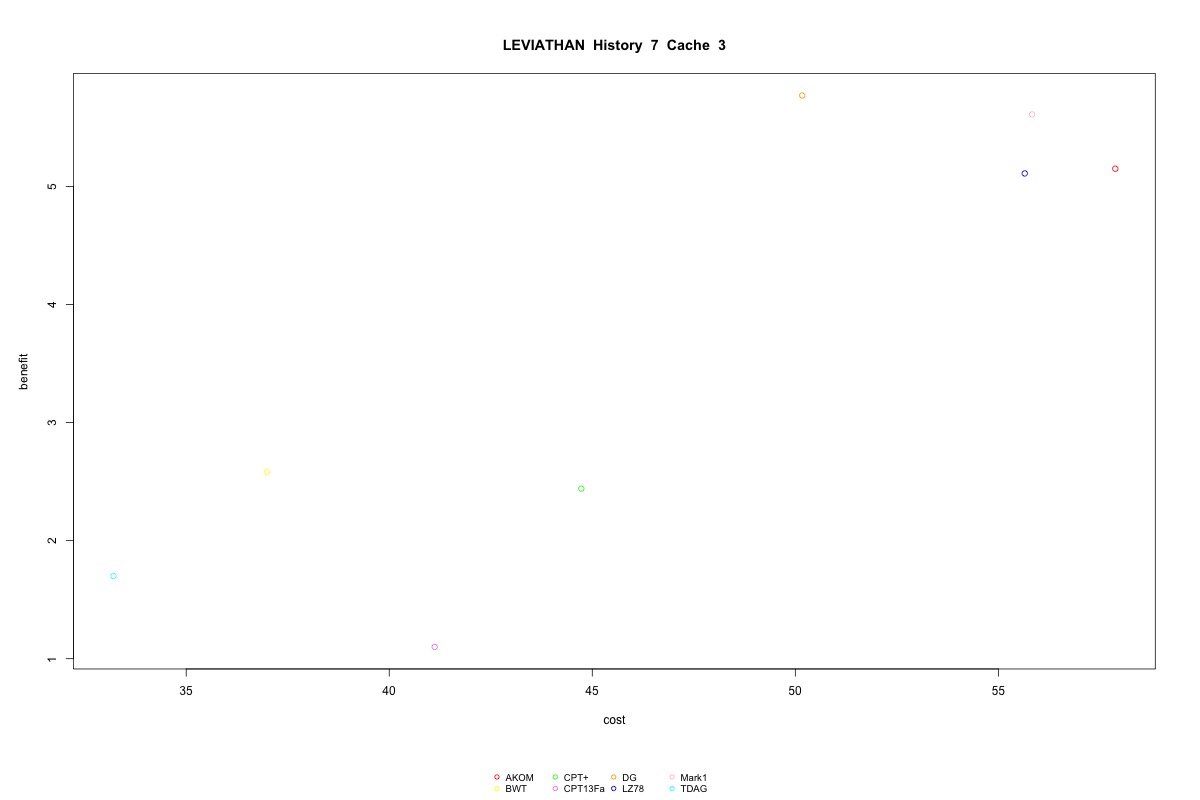 LEVIATHAN History 7 Cache 3
benefit
5
4
3
2
1
35 40 45 50 55
cost
AKOM CPT+ DG Mark1
BWT CPT13Fa LZ78 TDAG